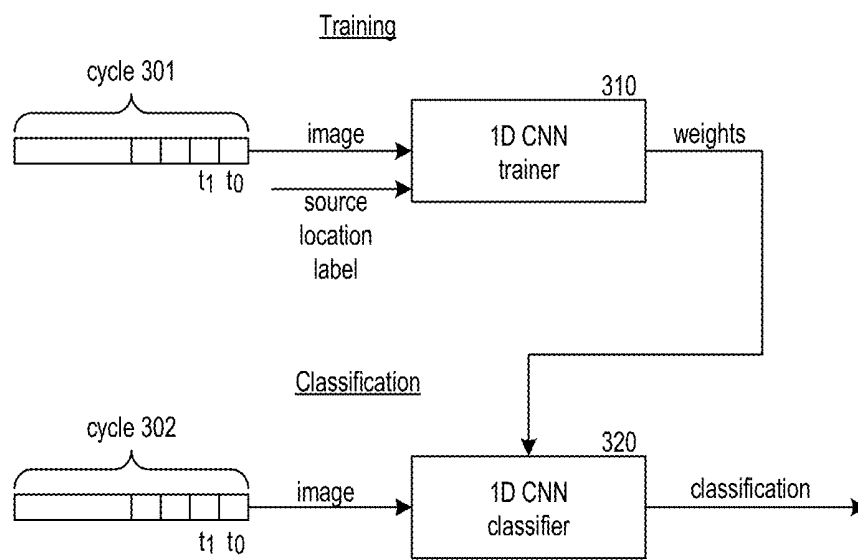 Training
cycle 301
310
image
1D CNN
trainer
weights
t1 t0
source
location
label
Classification
cycle 302
320
image
1D CNN
classifier
classification
t1 t0